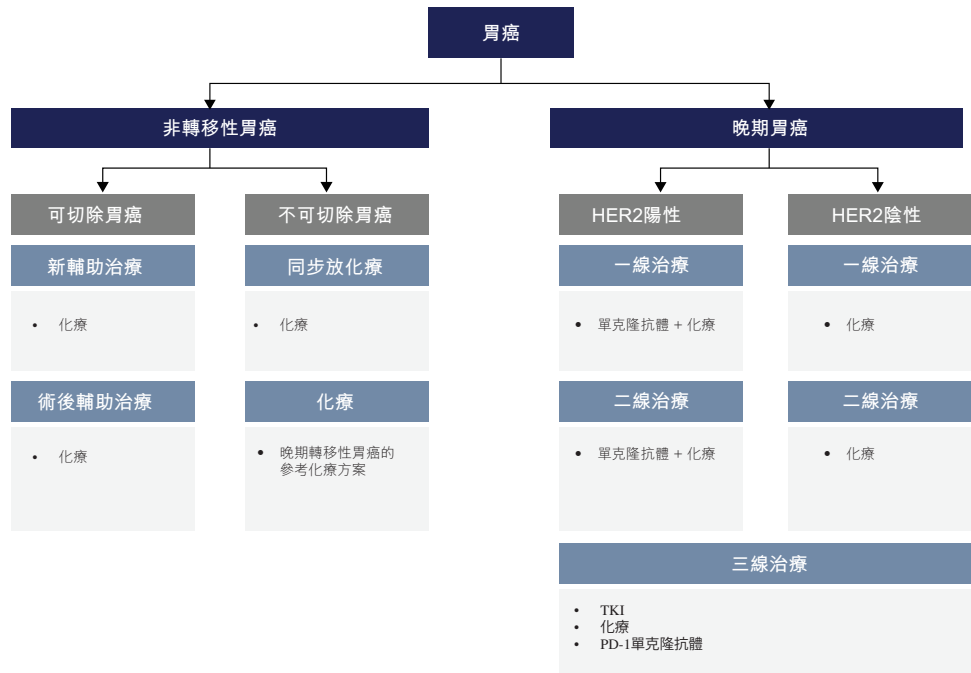 胃癌
非轉移性胃癌
晚期胃癌
可切除胃癌
不可切除胃癌
HER2陽性
HER2陰性
新輔助治療
同步放化療
一線治療
一線治療
• 化療
• 化療
• 單克隆抗體 + 化療
• 化療
術後輔助治療
化療
二線治療
二線治療
• 化療
• 晚期轉移性胃癌的
參考化療方案
• 單克隆抗體 + 化療
• 化療
三線治療
• TKI
• 化療
• PD-1單克隆抗體